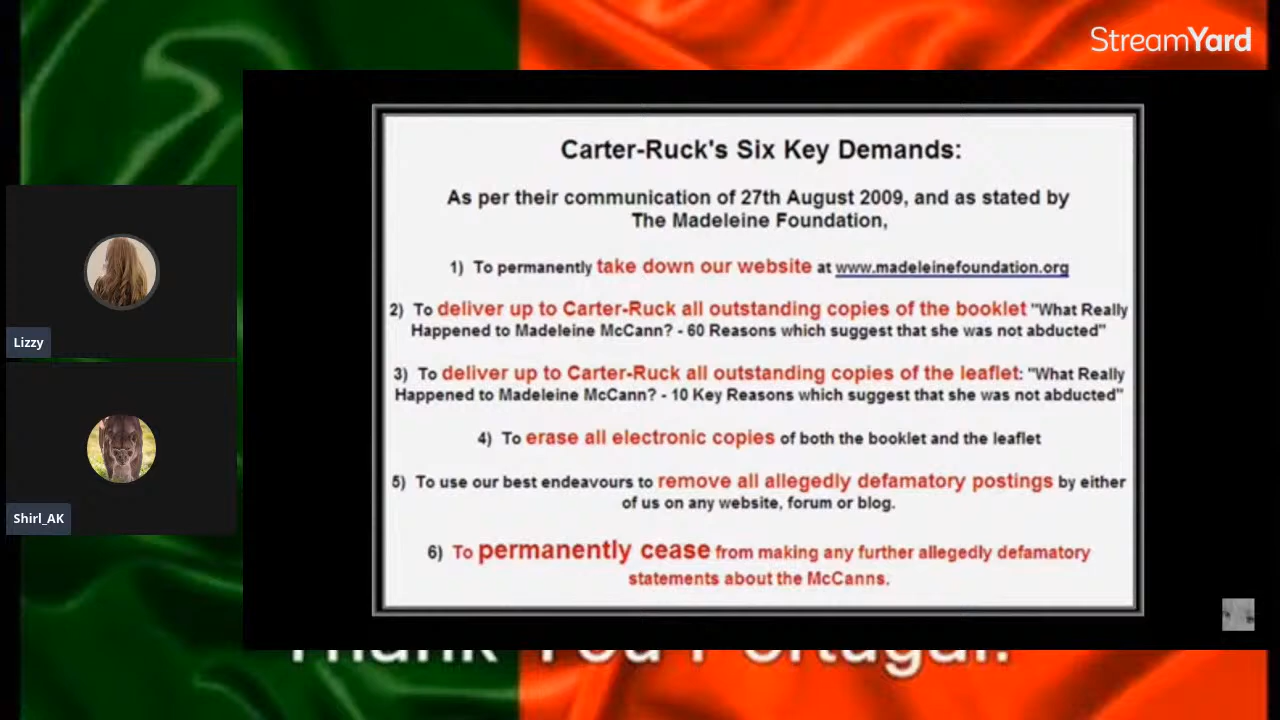 StreamYard
Carter-Ruck's Six Key Demands:
As per their communication of 27th August 2009, and as stated by
The Madeleine Foundation,
1) To permanently take down our website at www.madeleinefoundation.org
2) To deliver up to Carter-Ruck all outstanding copies of the booklet "What Really
Happened to Madeleine McCann? - 60 Reasons which suggest that she was not abducted"
3) To deliver up to Carter-Ruck all outstanding copies of the leaflet: "What Really
Happened to Madeleine McCann? - 10 Key Reasons which suggest that she was not abducted"
4) To erase all electronic copies of both the booklet and the leaflet
5) To use our best endeavours to remove all allegedly defamatory postings by either
of us on any website, forum or blog.
6) To permanently cease from making any further allegedly defamatory
statements about the McCanns.
Lizzy
Shirl_AK
Thank You Portugal!